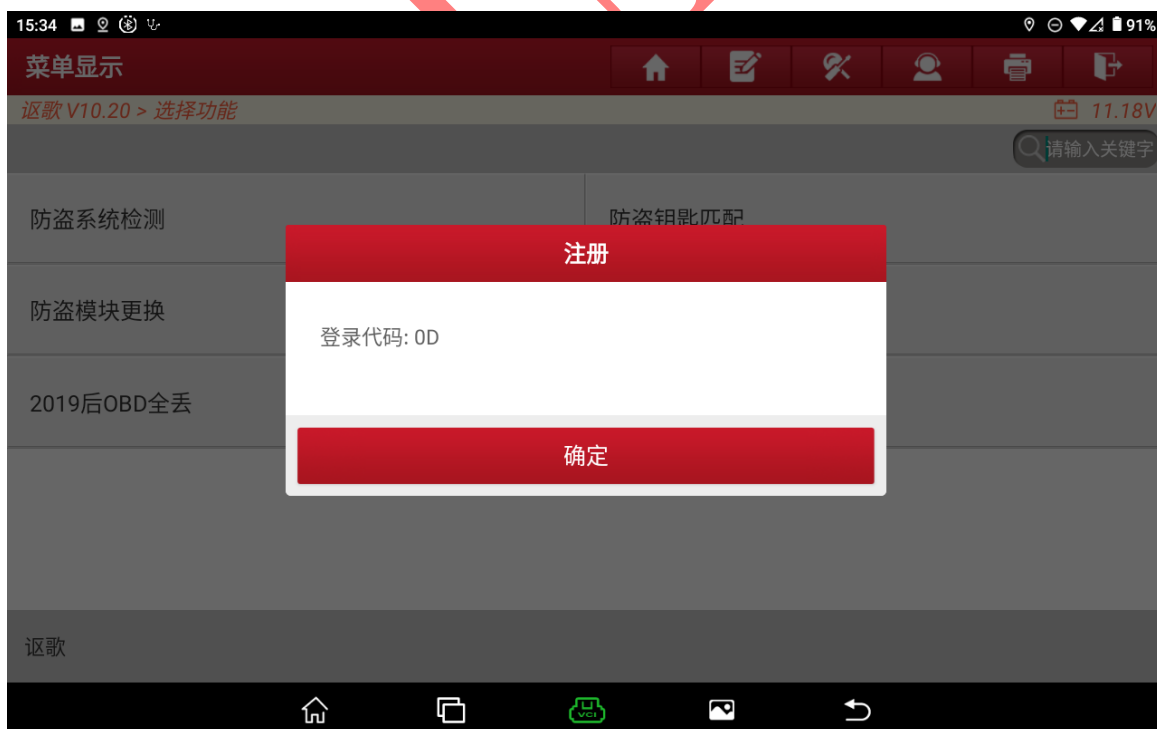 15:34
91%
菜单显示
讴歌 V10.20 > 选择功能
11.18V
请输入关键字
防盗系统检测
防盗钥匙匹配
注册
防盗模块更换
登录代码: 0D
2019后OBD全丢
确定
讴歌
VCI